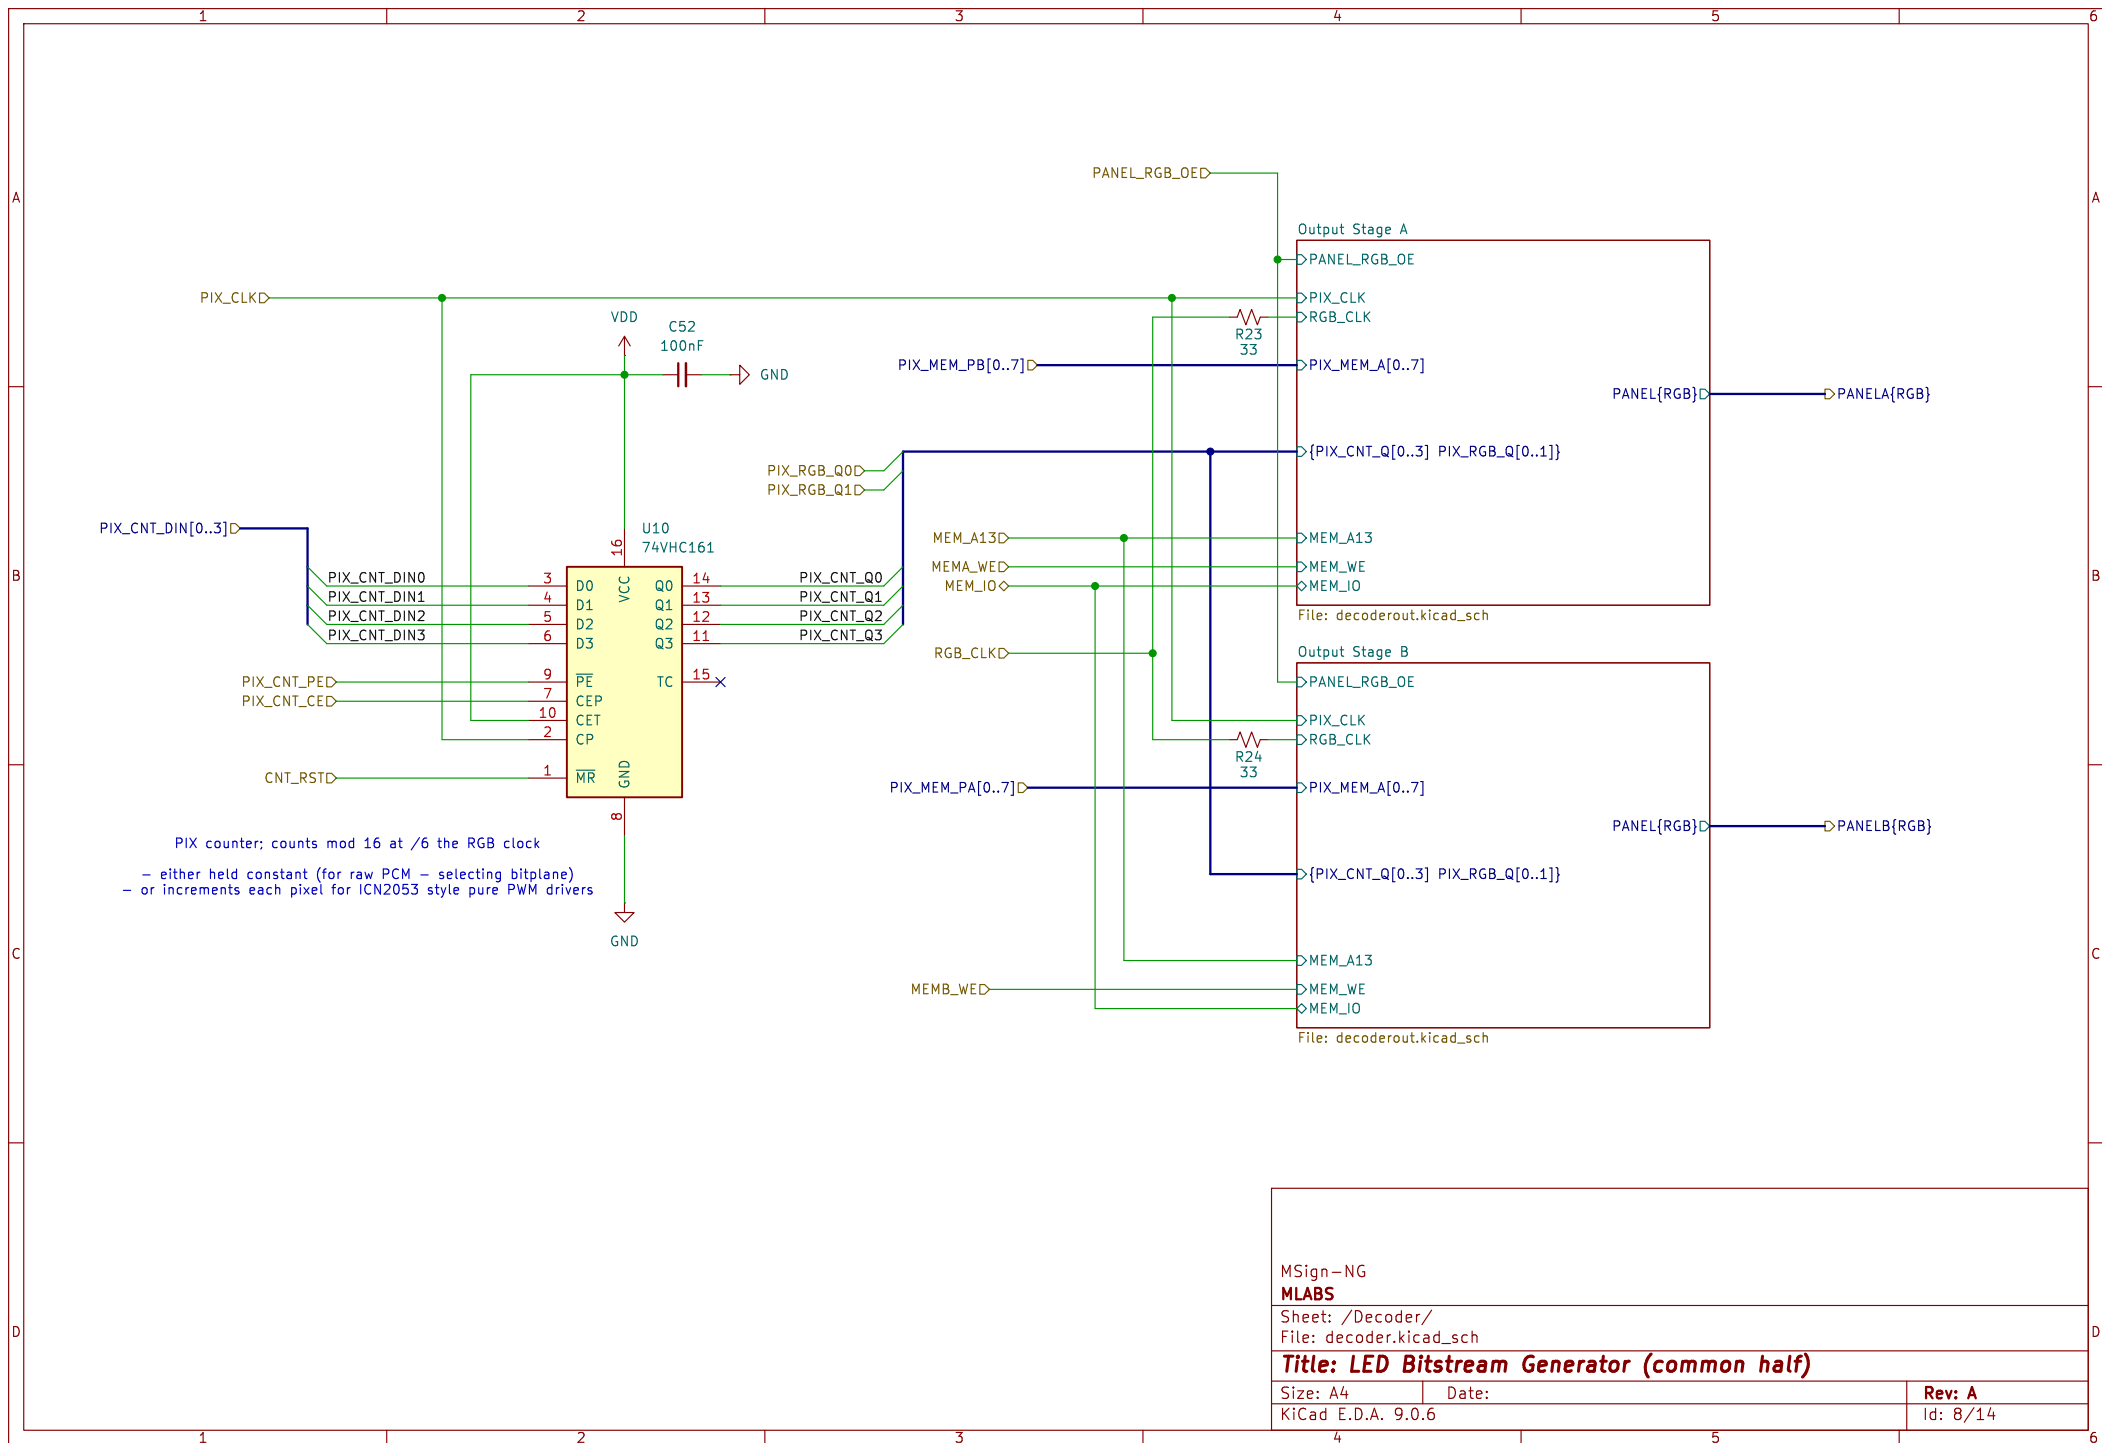 1 2 3 4 5 6
A A
B B
C C
D D
PANEL_RGB_OE
Output Stage A
PANEL_RGB_OE
PIX_CLK
PIX_CLK
RGB_CLK
R23
33
VDD
C52
100nF
GND
PIX_MEM_PB[0..7]
PIX_MEM_A[0..7]
PANEL{RGB}
PANELA{RGB}
{PIX_CNT_Q[0..3] PIX_RGB_Q[0..1]}
PIX_RGB_Q0
PIX_RGB_Q1
PIX_CNT_DIN[0..3]
U10
74VHC161
16
VCC
MEM_A13
MEM_A13
MEMA_WE
MEM_WE
MEM_IO
MEM_IO
File: decoderout.kicad_sch
PIX_CNT_DIN0 3 D0 Q0 14 PIX_CNT_Q0
PIX_CNT_DIN1 4 D1 Q1 13 PIX_CNT_Q1
PIX_CNT_DIN2 5 D2 Q2 12 PIX_CNT_Q2
PIX_CNT_DIN3 6 D3 Q3 11 PIX_CNT_Q3
PIX_CNT_PE 9 PE TC 15
PIX_CNT_CE 7 CEP
10 CET
2 CP
CNT_RST 1 MR
GND
8
GND
RGB_CLK
Output Stage B
PANEL_RGB_OE
PIX_CLK
RGB_CLK
R24
33
PIX_MEM_PA[0..7]
PIX_MEM_A[0..7]
PANEL{RGB}
PANELB{RGB}
{PIX_CNT_Q[0..3] PIX_RGB_Q[0..1]}
MEM_A13
MEMB_WE
MEM_WE
MEM_IO
File: decoderout.kicad_sch
PIX counter; counts mod 16 at /6 the RGB clock
- either held constant (for raw PCM - selecting bitplane)
- or increments each pixel for ICN2053 style pure PWM drivers
MSign-NG
MLABS
Sheet: /Decoder/
File: decoder.kicad_sch
Title: LED Bitstream Generator (common half)
Size: A4 Date: Rev: A
KiCad E.D.A. 9.0.6 Id: 8/14
1 2 3 4 5 6